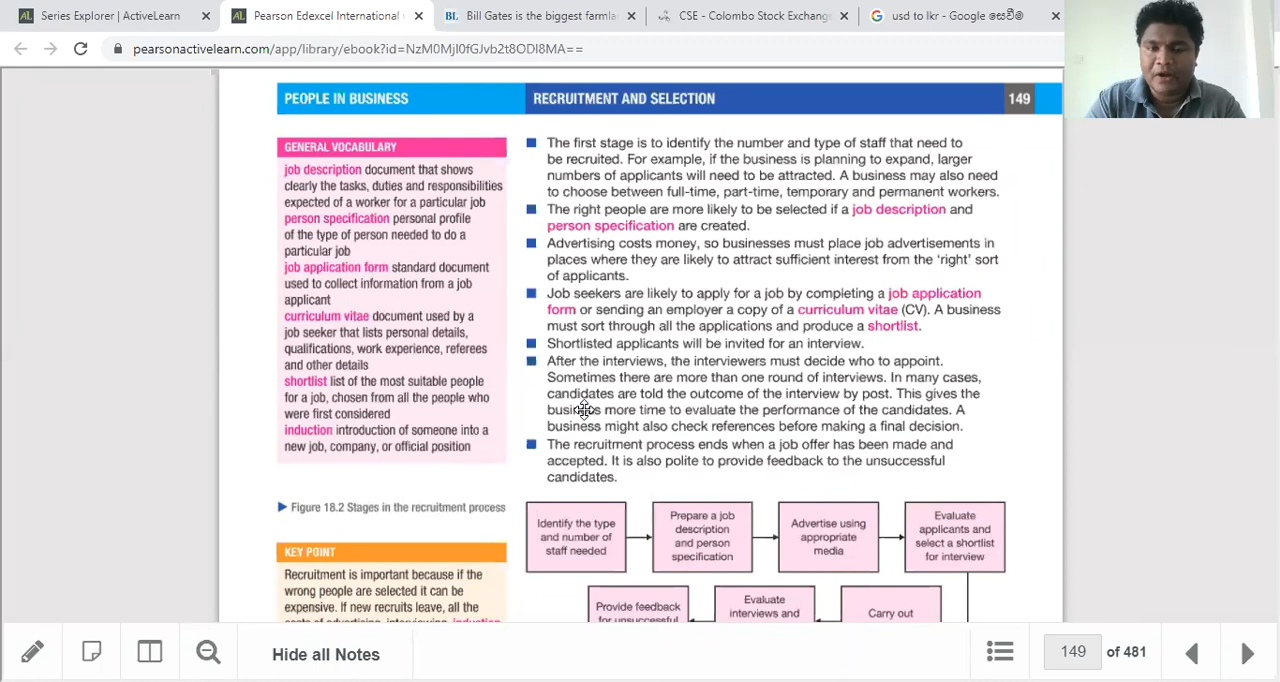 Series Explorer | ActiveLearn
Pearson Edexcel International
Bill Gates is the biggest farmla
CSE - Colombo Stock Exchang
usd to lkr - Google සෙවීම
pearsonactivelearn.com/app/library/ebook?id=NzM0MjI0fGJvb2t8ODI8MA==
PEOPLE IN BUSINESS
RECRUITMENT AND SELECTION
149
GENERAL VOCABULARY
job description document that shows
clearly the tasks, duties and responsibilities
expected of a worker for a particular job
person specification personal profile
of the type of person needed to do a
particular job
job application form standard document
used to collect information from a job
applicant
curriculum vitae document used by a
job seeker that lists personal details,
qualifications, work experience, referees
and other details
shortlist list of the most suitable people
for a job, chosen from all the people who
were first considered
induction introduction of someone into a
new job, company, or official position
The first stage is to identify the number and type of staff that need to
be recruited. For example, if the business is planning to expand, larger
numbers of applicants will need to be attracted. A business may also need
to choose between full-time, part-time, temporary and permanent workers.
The right people are more likely to be selected if a job description and
person specification are created.
Advertising costs money, so businesses must place job advertisements in
places where they are likely to attract sufficient interest from the 'right' sort
of applicants.
Job seekers are likely to apply for a job by completing a job application
form or sending an employer a copy of a curriculum vitae (CV). A business
must sort through all the applications and produce a shortlist.
Shortlisted applicants will be invited for an interview.
After the interviews, the interviewers must decide who to appoint.
Sometimes there are more than one round of interviews. In many cases,
candidates are told the outcome of the interview by post. This gives the
business more time to evaluate the performance of the candidates. A
business might also check references before making a final decision.
The recruitment process ends when a job offer has been made and
accepted. It is also polite to provide feedback to the unsuccessful
candidates.
Figure 18.2 Stages in the recruitment process
Identify the type
and number of
staff needed
Prepare a job
description
and person
specification
Advertise using
appropriate
media
Evaluate
applicants and
select a shortlist
for interview
Provide feedback
for unsuccessful
Evaluate
interviews and
Carry out
KEY POINT
Recruitment is important because if the
wrong people are selected it can be
expensive. If new recruits leave, all the
costs of advertising, interviewing, induction
Hide all Notes
149 of 481